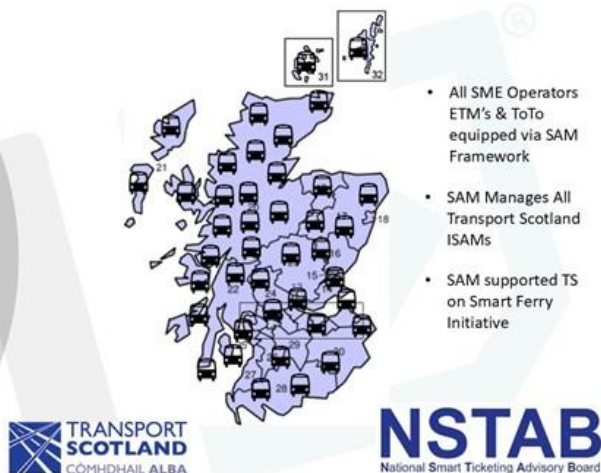 ®
31
32
• All SME Operators
ETM's & ToTo
equipped via SAM
Framework
• SAM Manages All
Transport Scotland
ISAMs
• SAM supported TS
on Smart Ferry
Initiative
21
18
16
15
22
29
27
28
TRANSPORT
SCOTLAND
CÒMHDHAIL ALBA
NSTAB
National Smart Ticketing Advisory Board